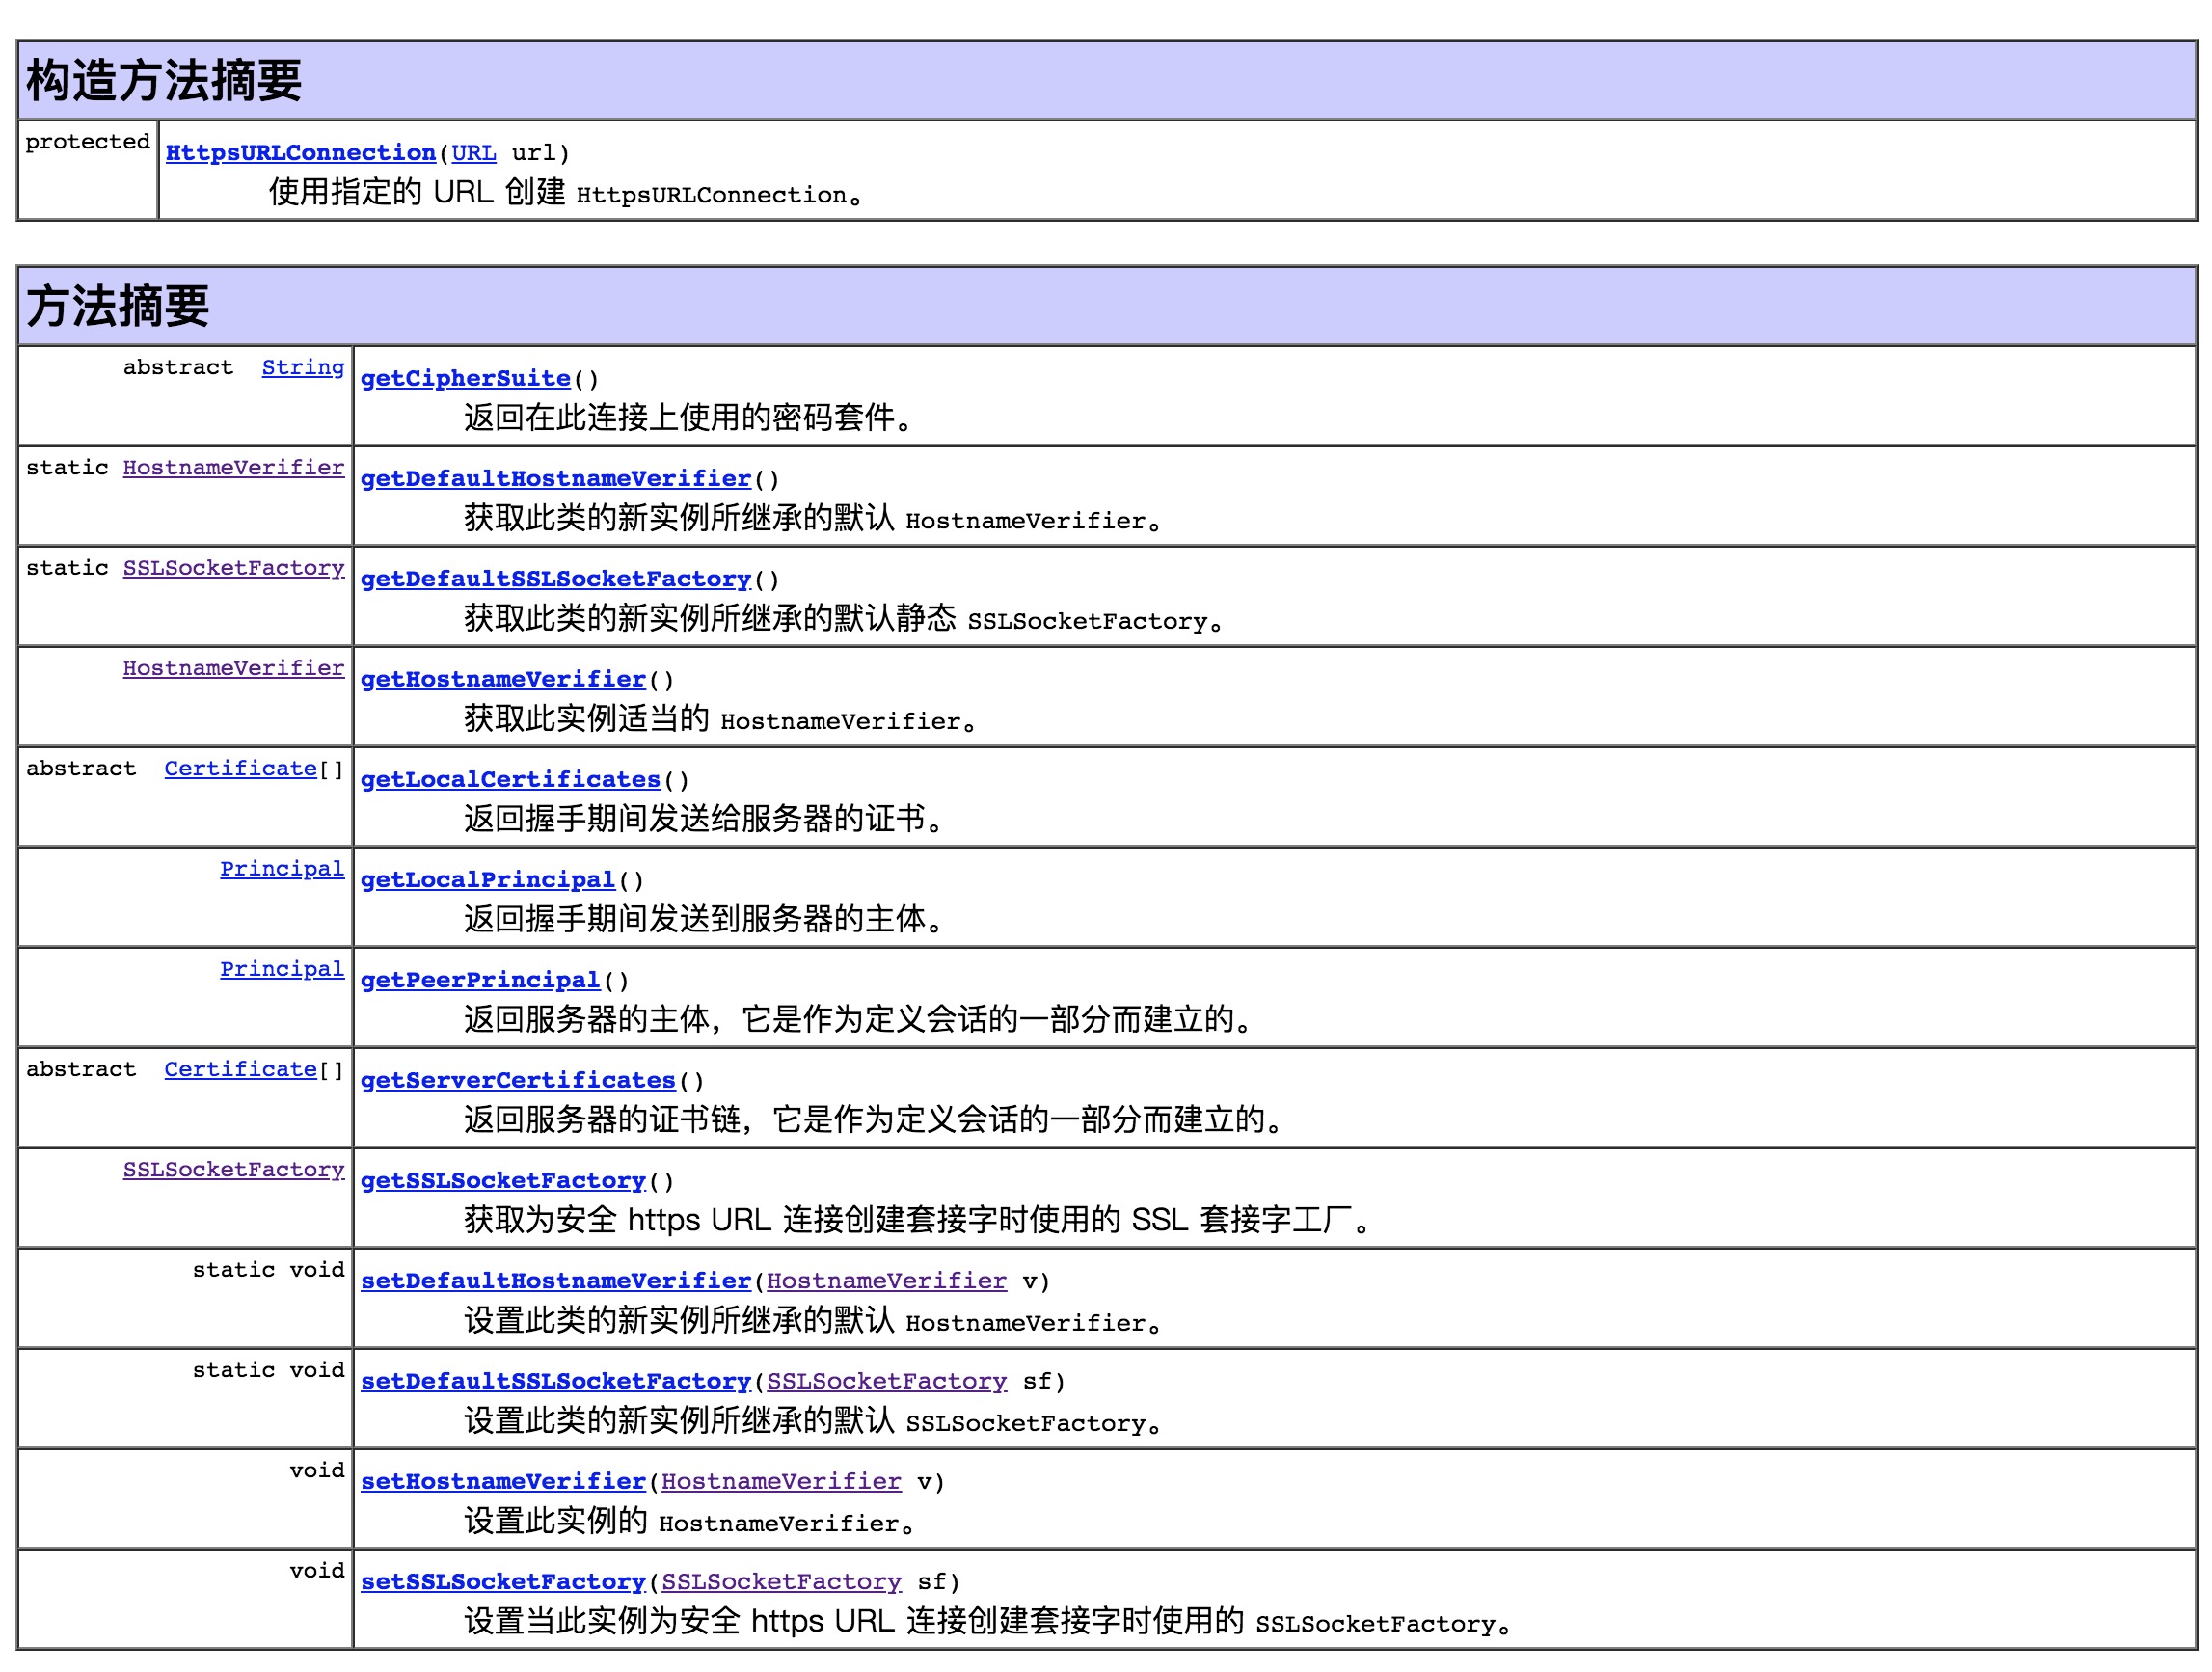 构造方法摘要
protected HttpsURLConnection(URL url)
使用指定的 URL 创建 HttpsURLConnection。
方法摘要
abstract String getCipherSuite()
返回在此连接上使用的密码套件。
static HostnameVerifier getDefaultHostnameVerifier()
获取此类的新实例所继承的默认 HostnameVerifier。
static SSLSocketFactory getDefaultSSLSocketFactory()
获取此类的新实例所继承的默认静态 SSLSocketFactory。
HostnameVerifier getHostnameVerifier()
获取此实例适当的 HostnameVerifier。
abstract Certificate[] getLocalCertificates()
返回握手期间发送给服务器的证书。
Principal getLocalPrincipal()
返回握手期间发送到服务器的主体。
Principal getPeerPrincipal()
返回服务器的主体，它是作为定义会话的一部分而建立的。
abstract Certificate[] getServerCertificates()
返回服务器的证书链，它是作为定义会话的一部分而建立的。
SSLSocketFactory getSSLSocketFactory()
获取为安全 https URL 连接创建套接字时使用的 SSL 套接字工厂。
static void setDefaultHostnameVerifier(HostnameVerifier v)
设置此类的新实例所继承的默认 HostnameVerifier。
static void setDefaultSSLSocketFactory(SSLSocketFactory sf)
设置此类的新实例所继承的默认 SSLSocketFactory。
void setHostnameVerifier(HostnameVerifier v)
设置此实例的 HostnameVerifier。
void setSSLSocketFactory(SSLSocketFactory sf)
设置当此实例为安全 https URL 连接创建套接字时使用的 SSLSocketFactory。